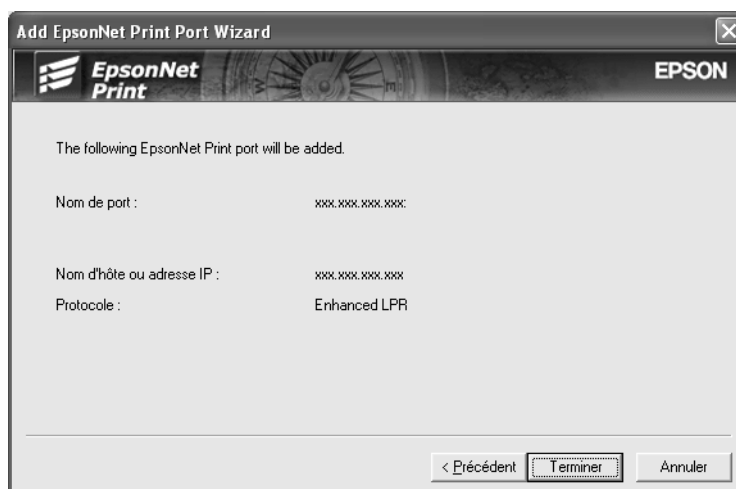 Add EpsonNet Print Port Wizard
EpsonNet
Print
EPSON
W
E
The following EpsonNet Print port will be added.
Nom de port : xxx.xxx.xxx.xxx:
Nom d'hôte ou adresse IP : xxx.xxx.xxx.xxx
Protocole : Enhanced LPR
< Précédent Terminer Annuler